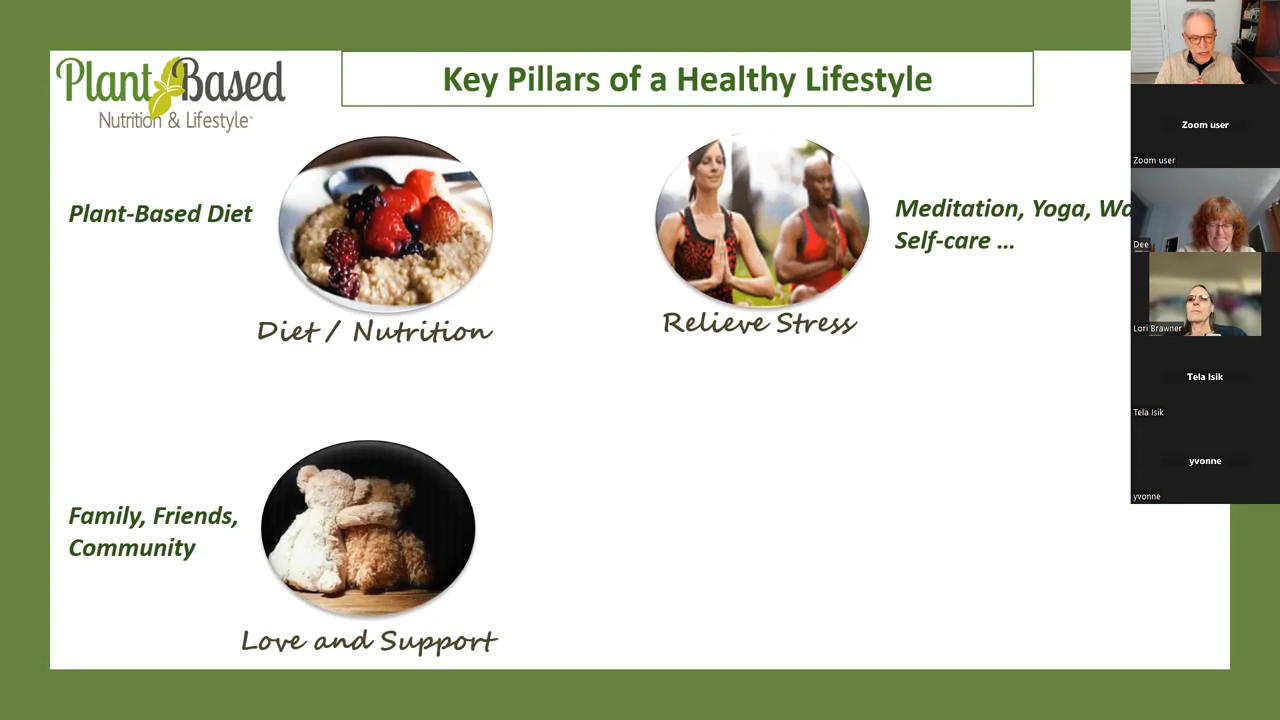 Plant Based
Nutrition & Lifestyle™
Key Pillars of a Healthy Lifestyle
Plant-Based Diet
Diet / Nutrition
Relieve Stress
Meditation, Yoga,
Self-care ...
Family, Friends,
Community
Love and Support
Zoom user
Zoom user
Dee
Lori Brawner
Tela Isik
Tela Isik
yvonne
yvonne